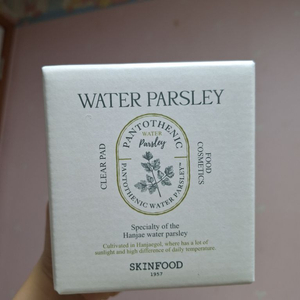 WATER PARSLEY
PANTOTHENIC
WATER
Parsley
PANTOTHENIC WATER PARSLEY™
CLEAR PAD
FOOD
COSMETICS
Specialty of the
Hanjae water parsley
Cultivated in Hanjaegol, where has a lot of
sunlight and high difference of daily temperature.
SKINFOOD
1957